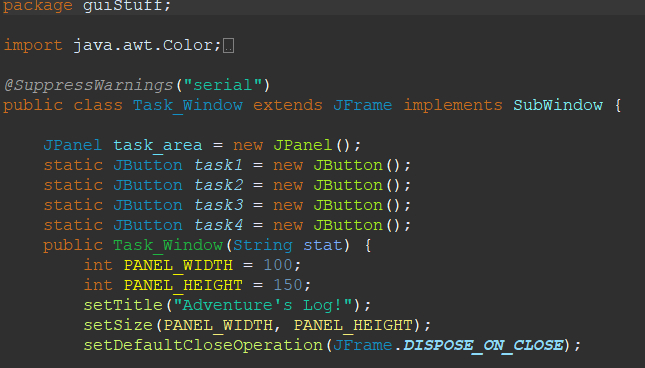 package guiStuff;
import java.awt.Color;
@SuppressWarnings("serial")
public class Task_Window extends JFrame implements SubWindow {
JPanel task_area = new JPanel();
static JButton task1 = new JButton();
static JButton task2 = new JButton();
static JButton task3 = new JButton();
static JButton task4 = new JButton();
public Task_Window(String stat) {
int PANEL_WIDTH = 100;
int PANEL_HEIGHT = 150;
setTitle("Adventure's Log!");
setSize(PANEL_WIDTH, PANEL_HEIGHT);
setDefaultCloseOperation(JFrame.DISPOSE_ON_CLOSE);